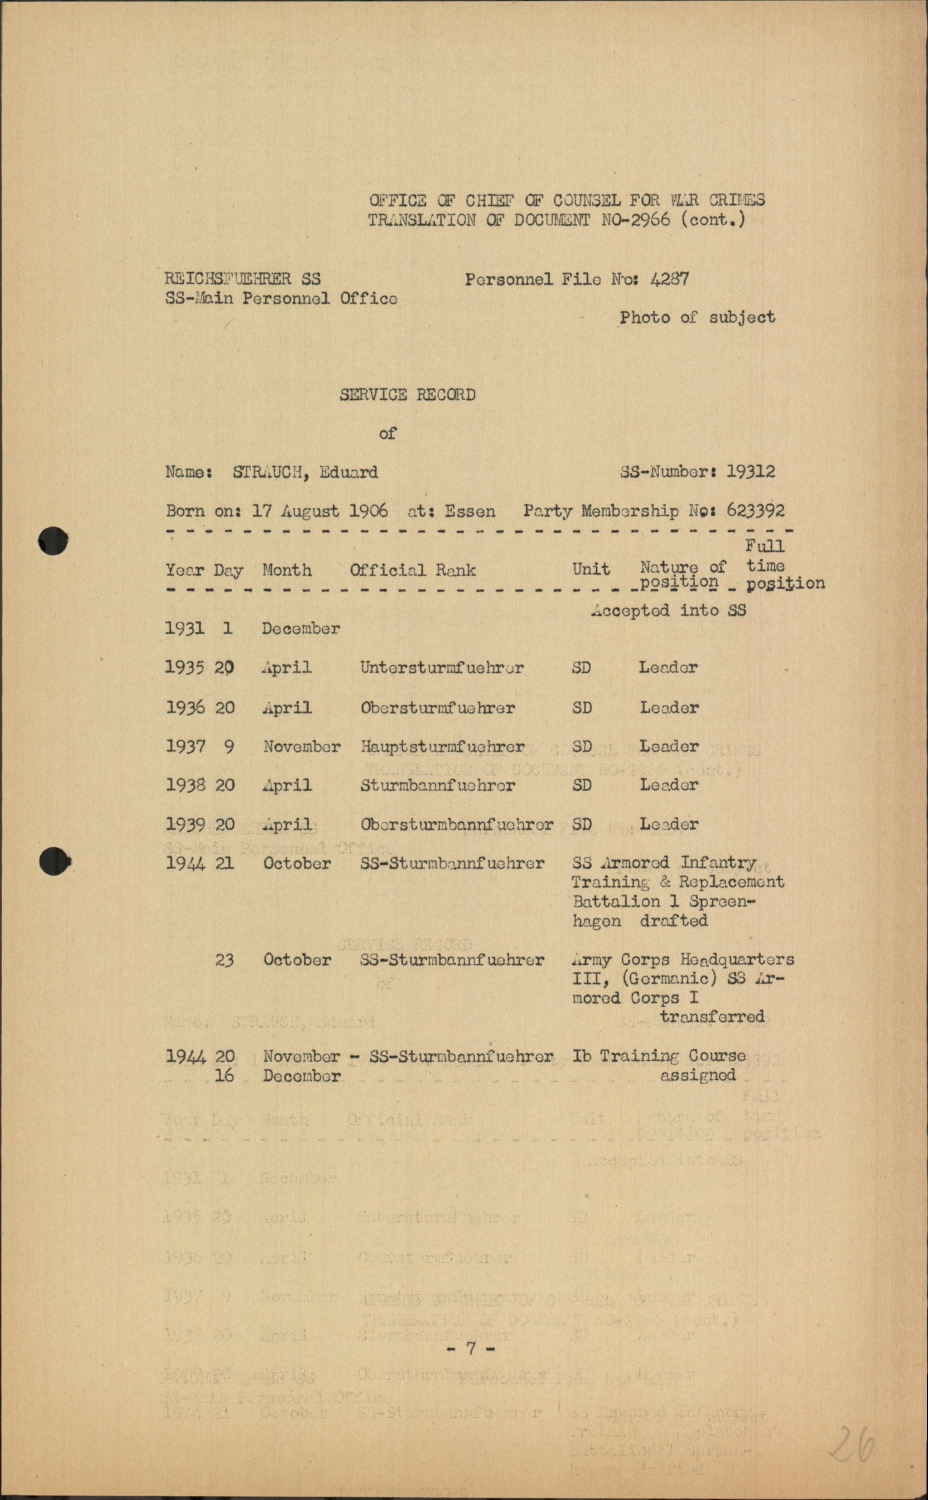 OFFICE OF CHIEF OF COUNSEL FOR WAR CRIMES
TRANSLATION OF DOCUMENT NO-2966 (cont.)
REICHSFUEHRER SS Personnel File No: 4287
SS-Main Personnel Office
Photo of subject
SERVICE RECORD
of
Name: STRAUCH, Eduard SS-Number: 19312
Born on: 17 August 1906 at: Essen Party Membership No: 623392
Full
Year Day Month Official Rank Unit Nature of time
position position
Accepted into SS
1931 1 December
1935 20 April Untersturmfuehrer SD Leader
1936 20 April Obersturmfuehrer SD Leader
1937 9 November Hauptsturmfuehrer SD Leader
1938 20 April Sturmbannfuehrer SD Leader
1939 20 April Obersturmbannfuehrer SD Leader
1944 21 October SS-Sturmbannfuehrer SS Armored Infantry
Training & Replacement
Battalion 1 Spreen-
hagen drafted
23 October SS-Sturmbannfuehrer Army Corps Headquarters
III, (Germanic) SS Ar-
mored Corps I
transferred
1944 20 November - SS-Sturmbannfuehrer Ib Training Course
16 December assigned
- 7 -
26